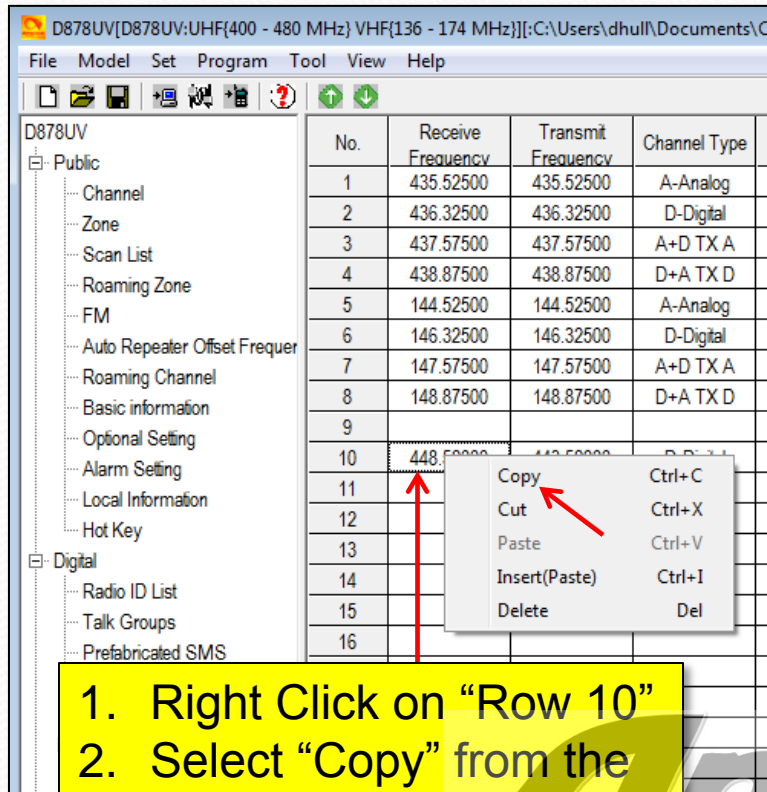 D878UV[D878UV:UHF{400 - 480 MHz} VHF{136 - 174 MHz}][:C:\Users\dhull\Documents\
File Model Set Program Tool View Help
D878UV
Public
Channel
Zone
Scan List
Roaming Zone
FM
Auto Repeater Offset Frequer
Roaming Channel
Basic information
Optional Setting
Alarm Setting
Local Information
Hot Key
Digital
Radio ID List
Talk Groups
Prefabricated SMS
No. Receive Frequency Transmit Frequency Channel Type
1 435.52500 435.52500 A-Analog
2 436.32500 436.32500 D-Digital
3 437.57500 437.57500 A+D TX A
4 438.87500 438.87500 D+A TX D
5 144.52500 144.52500 A-Analog
6 146.32500 146.32500 D-Digital
7 147.57500 147.57500 A+D TX A
8 148.87500 148.87500 D+A TX D
9
10 448.
11
12
13
14
15
16
Copy Ctrl+C
Cut Ctrl+X
Paste Ctrl+V
Insert(Paste) Ctrl+I
Delete Del
1. Right Click on “Row 10”
2. Select “Copy” from the